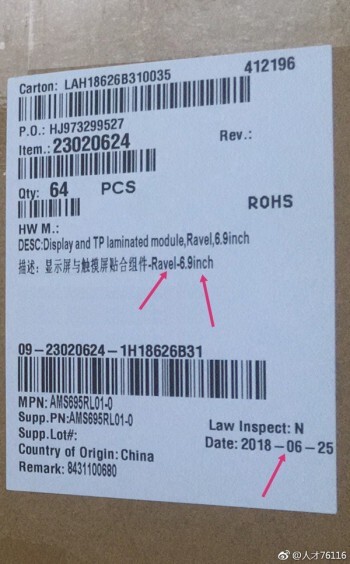 Carton: LAH18626B310035
412196
P.O.: HJ973299527
Item.: 23020624
Rev.:
Qty: 64 PCS
ROHS
HW M.:
DESC:Display and TP laminated module,Ravel,6.9inch
描述: 显示屏与触摸屏贴合组件-Ravel-6.9inch
09-23020624-1H18626B31
MPN: AMS695RL01-0
Supp.PN:AMS695RL01-0
Supp.Lot#:
Law Inspect: N
Country of Origin: China
Date: 2018-06-25
Remark: 8431100680
@人才76116